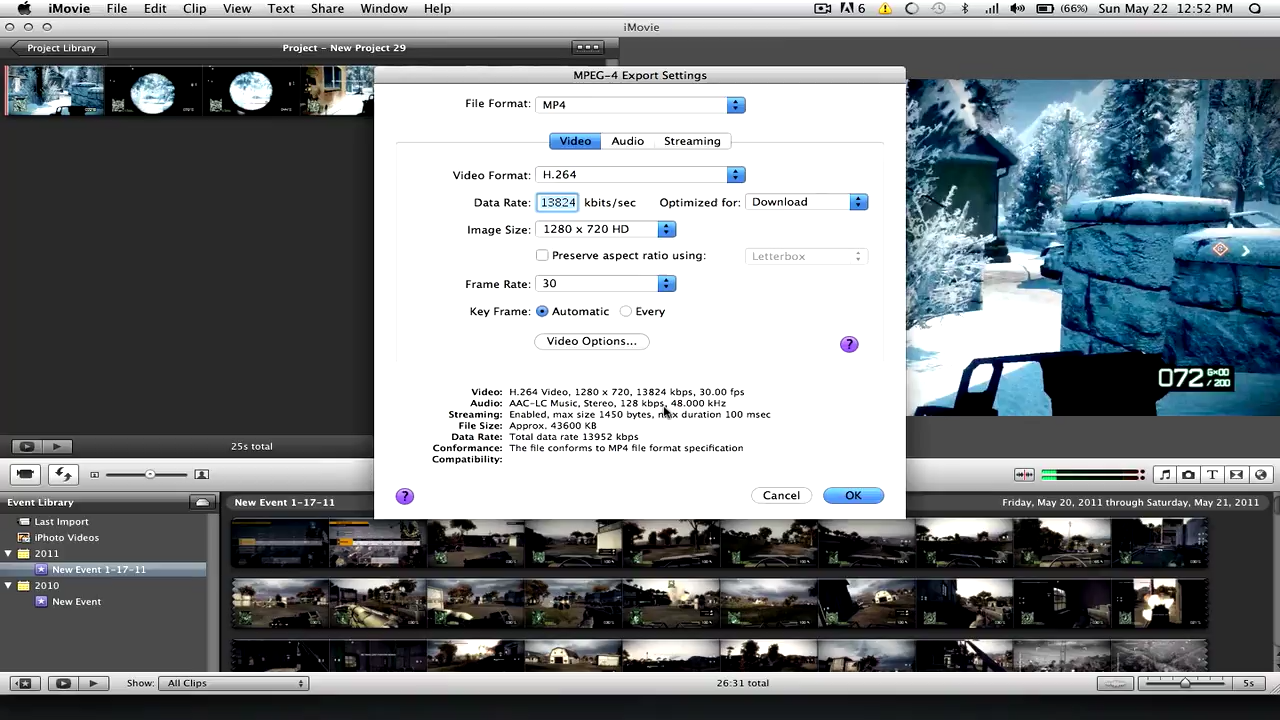 iMovie File Edit Clip View Text Share Window Help 6 (66%) Sun May 22 12:52 PM
iMovie
Project Library Project - New Project 29
MPEG-4 Export Settings
File Format: MP4
Video Audio Streaming
Video Format: H.264
Data Rate: 13824 kbits/sec Optimized for: Download
Image Size: 1280 x 720 HD
Preserve aspect ratio using: Letterbox
Frame Rate: 30
Key Frame: Automatic Every
Video Options... ?
072 200
Video: H.264 Video, 1280 x 720, 13824 kbps, 30.00 fps
Audio: AAC-LC Music, Stereo, 128 kbps, 48.000 kHz
Streaming: Enabled, max size 1450 bytes, max duration 100 msec
File Size: Approx. 43600 KB
Data Rate: Total data rate 13952 kbps
Conformance: The file conforms to MP4 file format specification
Compatibility:
25s total
? Cancel OK
T
Event Library New Event 1-17-11 Friday, May 20, 2011 through Saturday, May 21, 2011
Last Import
iPhoto Videos
2011
New Event 1-17-11
2010
New Event
Show: All Clips 26:31 total 5s